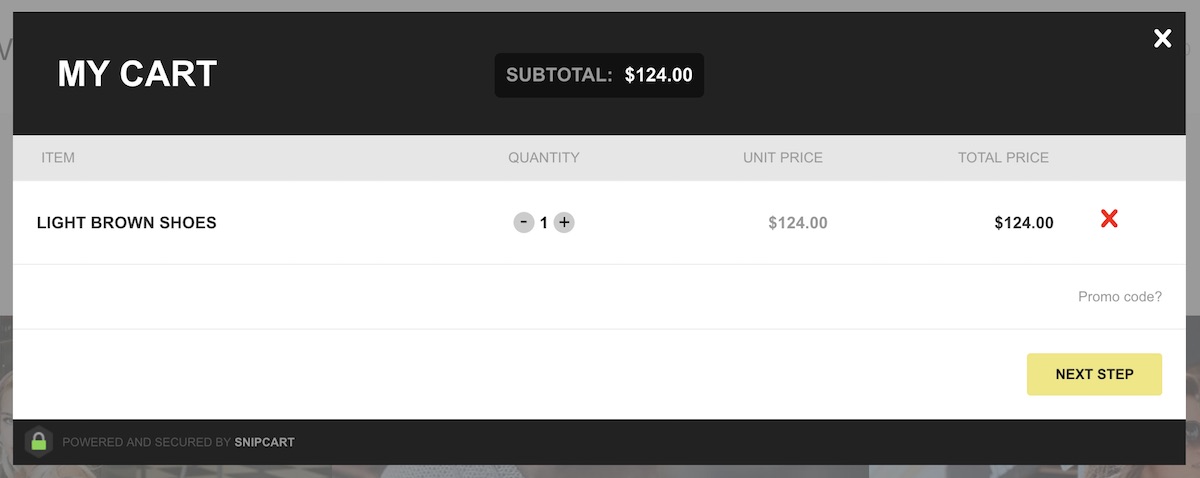 MY CART
SUBTOTAL: $124.00
ITEM QUANTITY UNIT PRICE TOTAL PRICE
LIGHT BROWN SHOES - 1 + $124.00 $124.00
Promo code?
NEXT STEP
POWERED AND SECURED BY SNIPCART